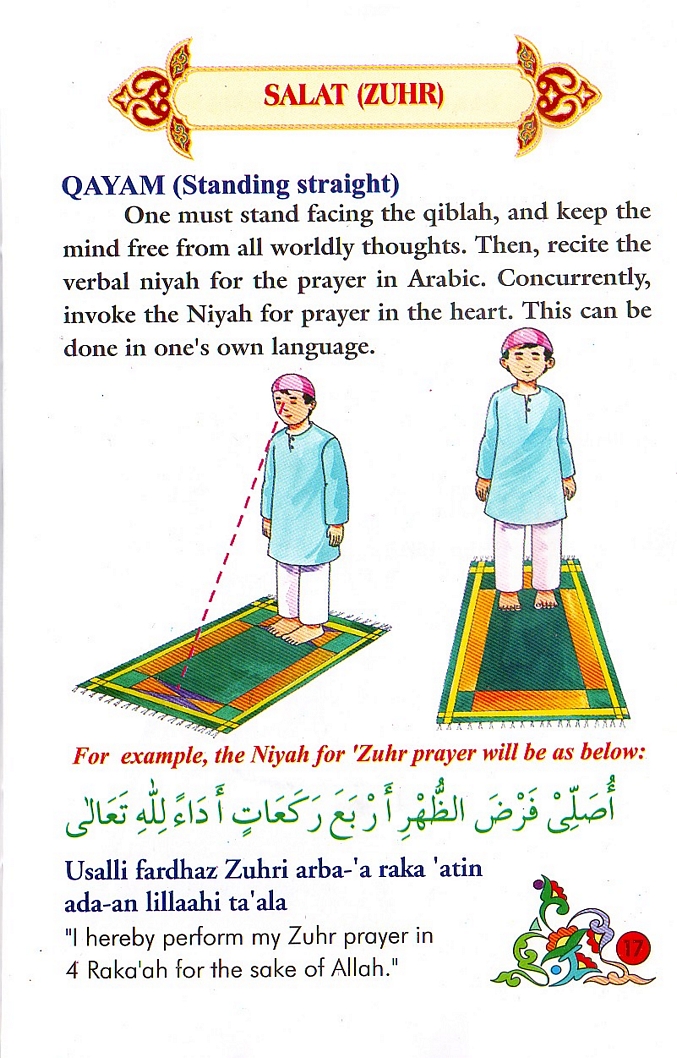 SALAT (ZUHR)
QAYAM (Standing straight)
One must stand facing the qiblah, and keep the
mind free from all worldly thoughts. Then, recite the
verbal niyah for the prayer in Arabic. Concurrently,
invoke the Niyah for prayer in the heart. This can be
done in one's own language.
For example, the Niyah for 'Zuhr prayer will be as below:
أُصَلِّيْ فَرْضَ الظُّهْرِ أَرْبَعَ رَكَعَاتٍ أَدَاءً لِلّٰهِ تَعَالٰى
Usalli fardhaz Zuhri arba-'a raka 'atin
ada-an lillaahi ta'ala
"I hereby perform my Zuhr prayer in
4 Raka'ah for the sake of Allah."
17